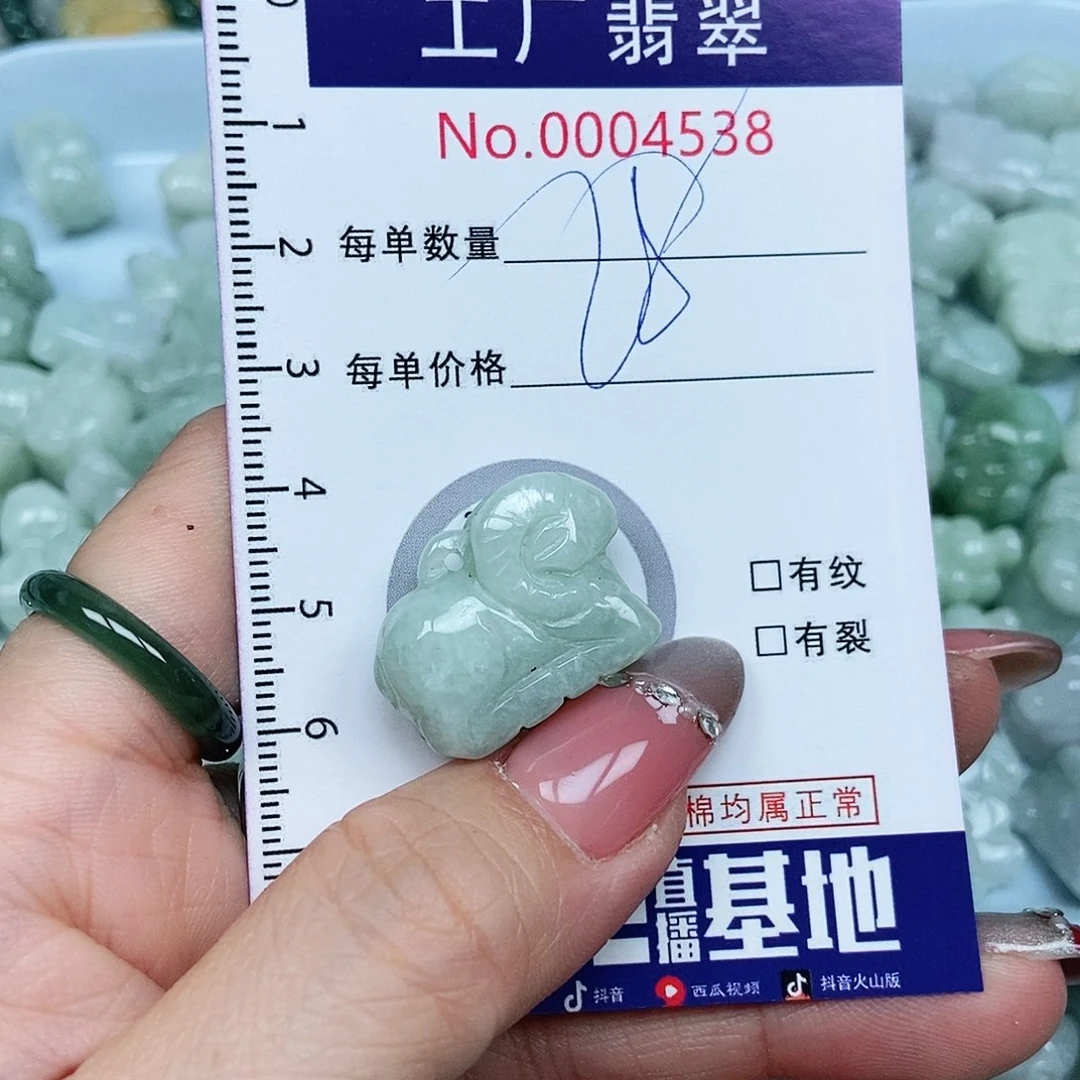 工厂翡翠
No.0004538
每单数量
每单价格
28
1
2
3
4
5
6
□有纹
□有裂
棉均属正常
直播基地
抖音 西瓜视频 抖音火山版